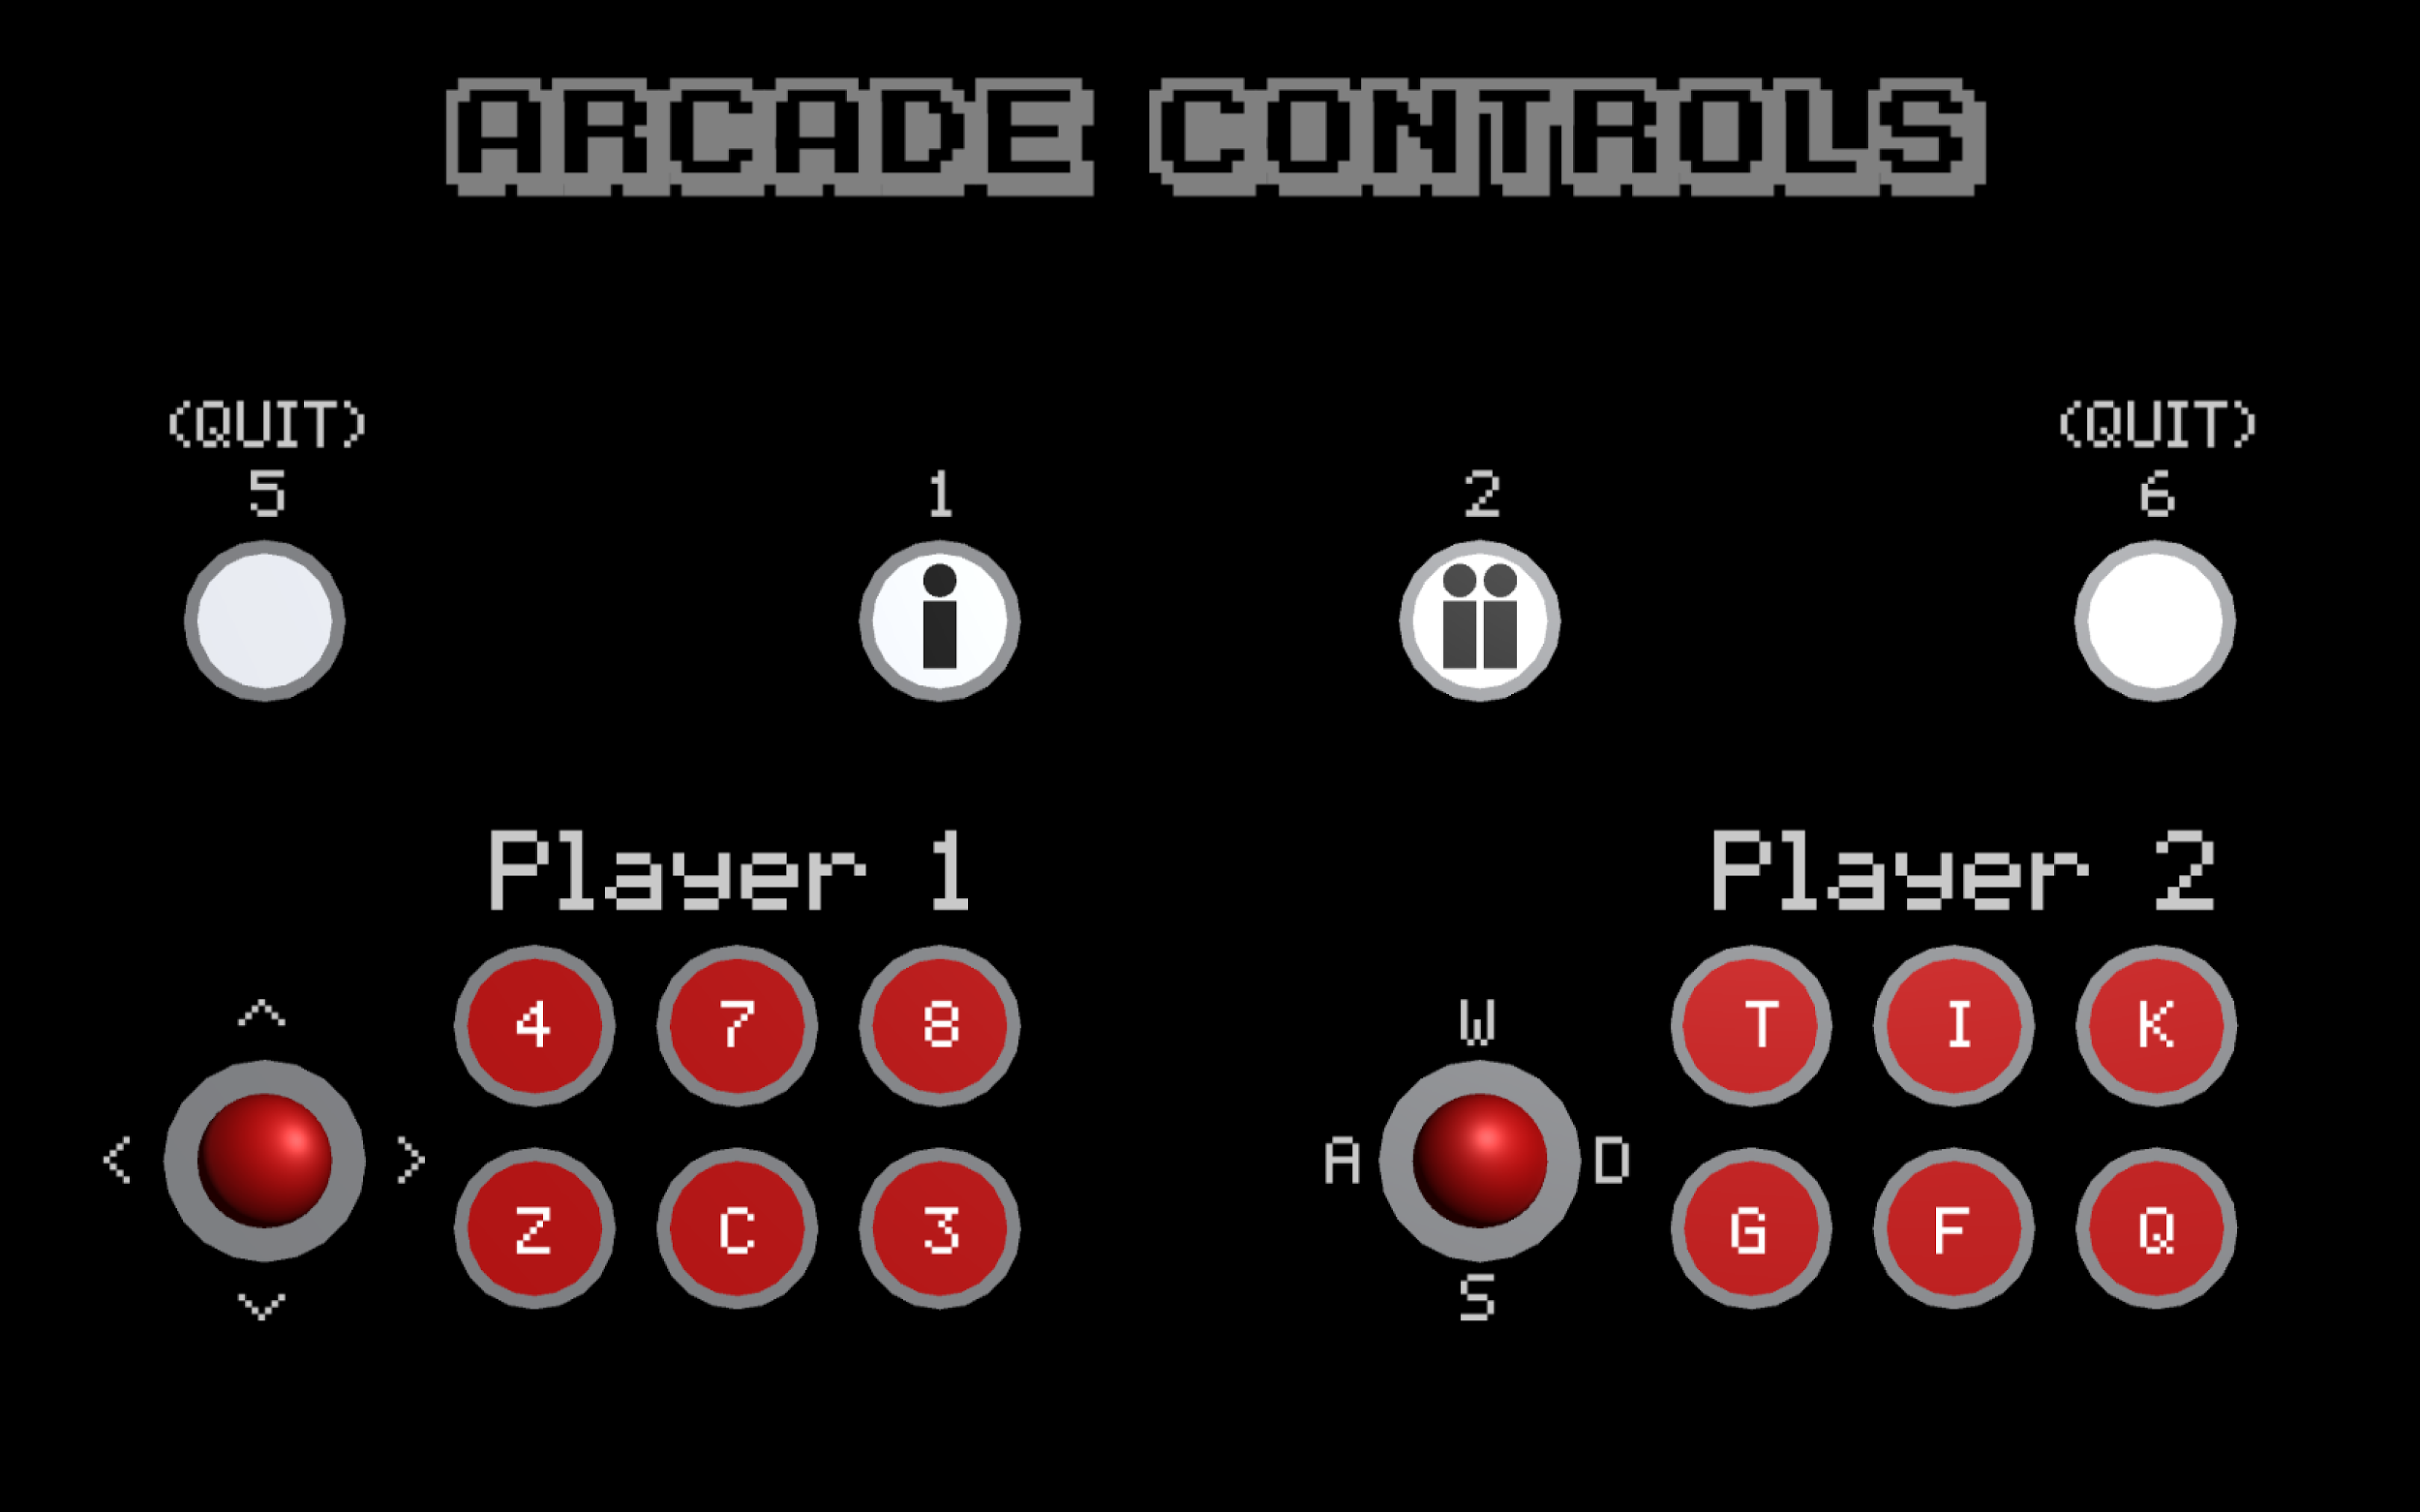 ARCADE CONTROLS
(QUIT) (QUIT)
5 1 2 6
Player 1 Player 2
^ 4 7 8 W T I K
< > A D
Z C 3 G F Q
v S